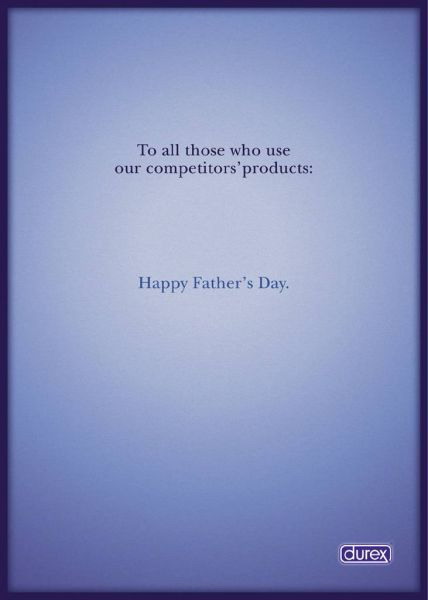 To all those who use
our competitors’ products:
Happy Father’s Day.
durex